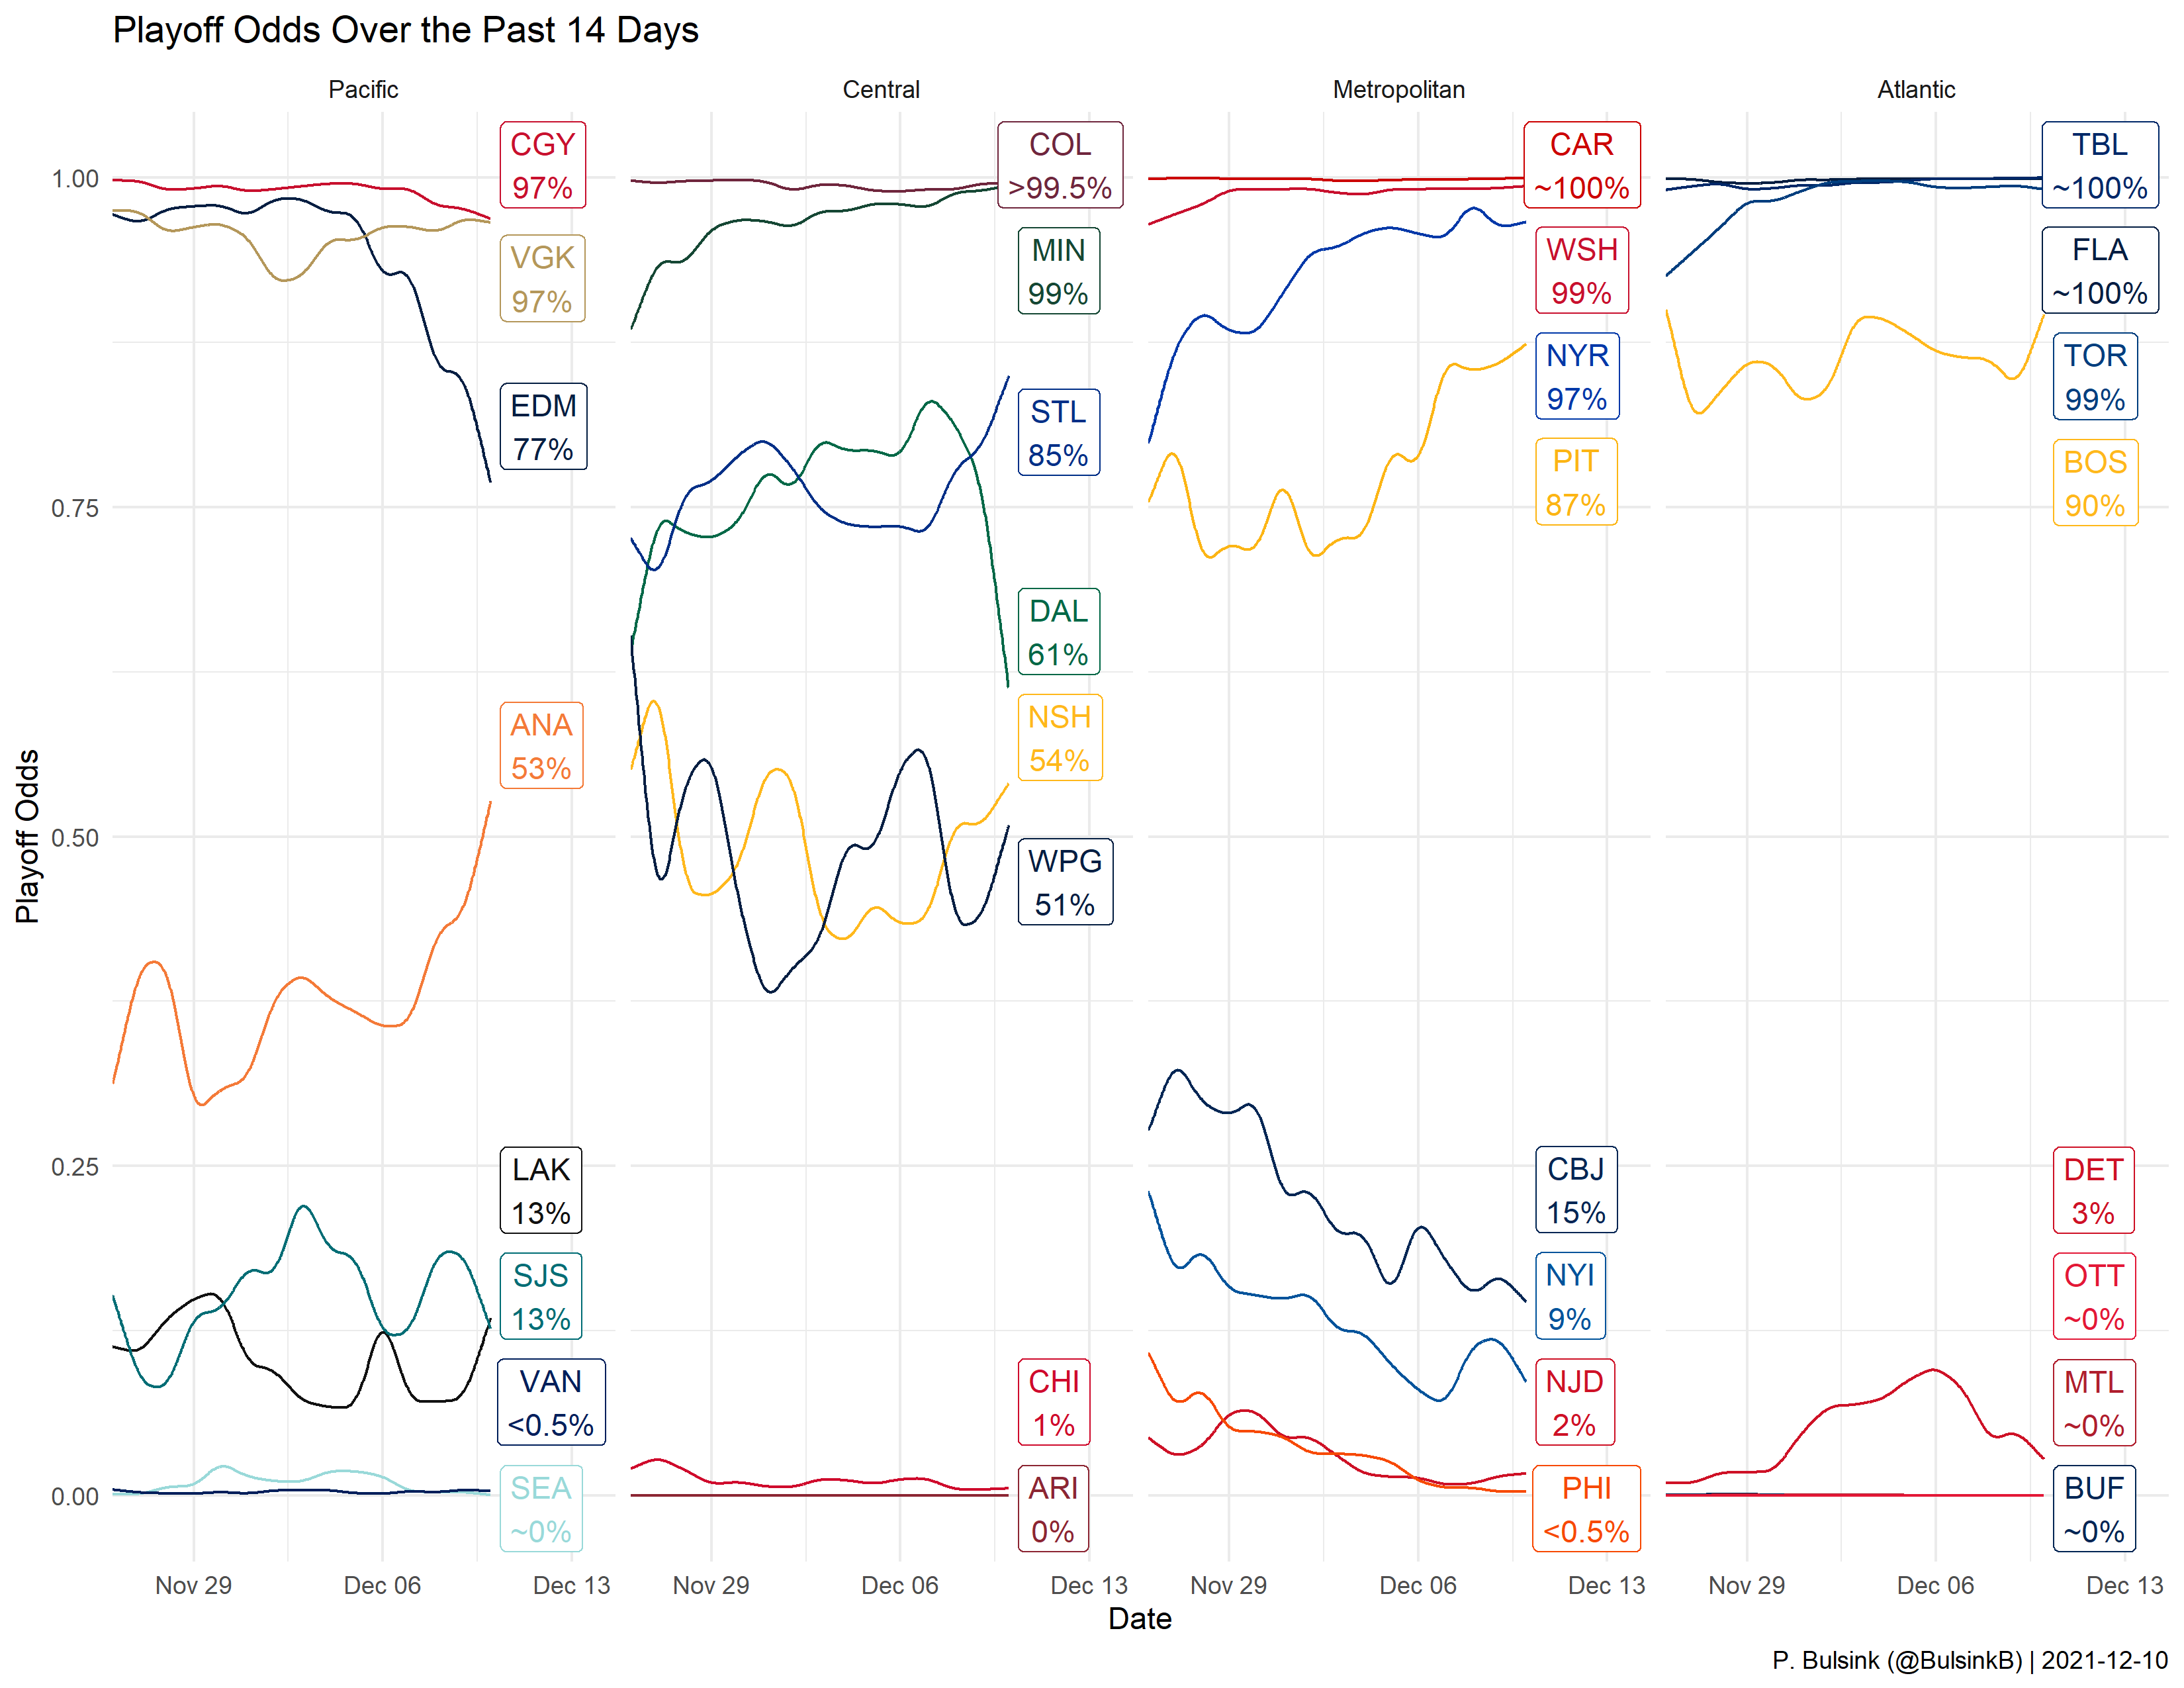 Playoff Odds Over the Past 14 Days
Pacific
Central
Metropolitan
Atlantic
Playoff Odds
1.00
0.75
0.50
0.25
0.00
CGY
97%
VGK
97%
EDM
77%
ANA
53%
LAK
13%
SJS
13%
VAN
<0.5%
SEA
~0%
COL
>99.5%
MIN
99%
STL
85%
DAL
61%
NSH
54%
WPG
51%
CHI
1%
ARI
0%
CAR
~100%
WSH
99%
NYR
97%
PIT
87%
CBJ
15%
NYI
9%
NJD
2%
PHI
<0.5%
TBL
~100%
FLA
~100%
TOR
99%
BOS
90%
DET
3%
OTT
~0%
MTL
~0%
BUF
~0%
Nov 29
Dec 06
Dec 13
Nov 29
Dec 06
Dec 13
Nov 29
Dec 06
Dec 13
Nov 29
Dec 06
Dec 13
Date
P. Bulsink (@BulsinkB) | 2021-12-10